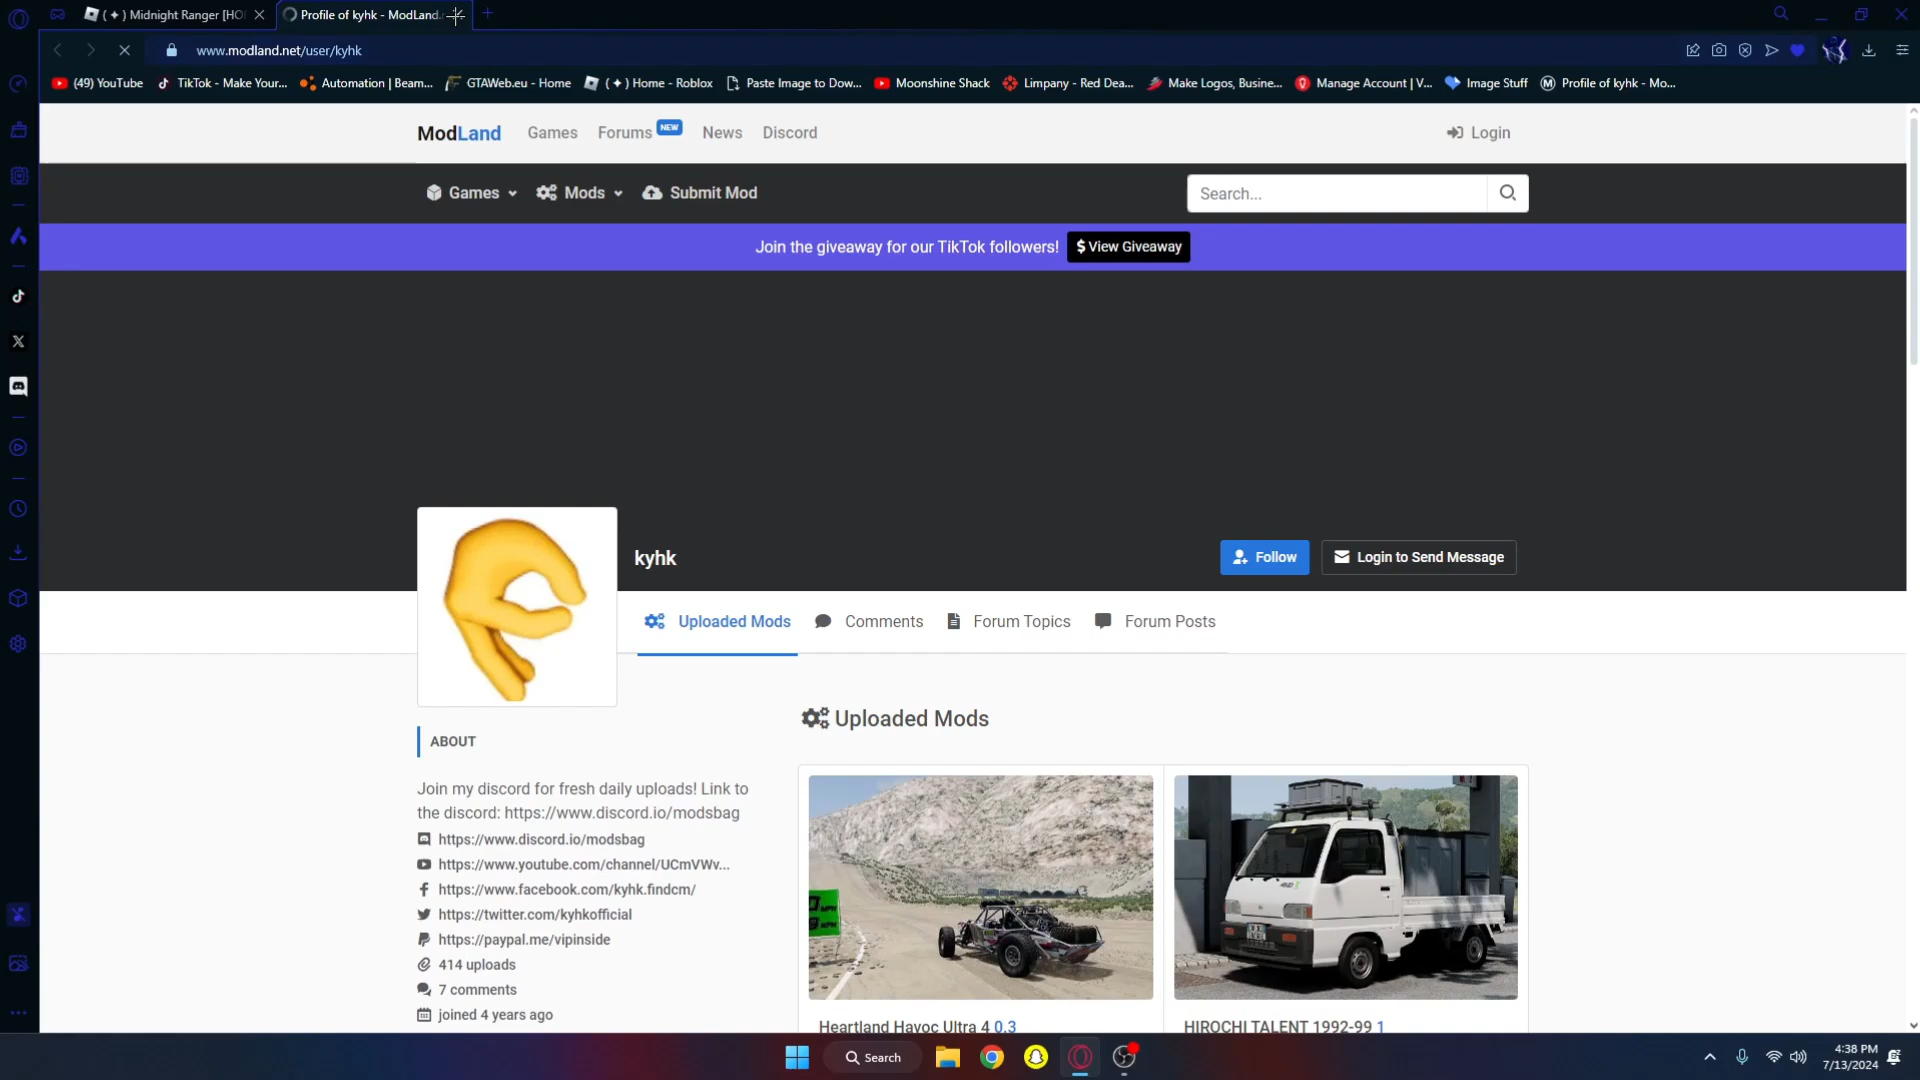 ( ✦ ) Midnight Ranger [HO
Profile of kyhk - ModLand.
www.modland.net/user/kyhk
(49) YouTube
TikTok - Make Your...
Automation | Beam...
GTAWeb.eu - Home
( ✦ ) Home - Roblox
Paste Image to Dow...
Moonshine Shack
Limpany - Red Dea...
Make Logos, Busine...
Manage Account | V...
Image Stuff
Profile of kyhk - Mo...
ModLand
Games
Forums NEW
News
Discord
Login
Games
Mods
Submit Mod
Search...
Join the giveaway for our TikTok followers!
$ View Giveaway
kyhk
Follow
Login to Send Message
Uploaded Mods
Comments
Forum Topics
Forum Posts
Uploaded Mods
ABOUT
Join my discord for fresh daily uploads! Link to
the discord: https://www.discord.io/modsbag
https://www.discord.io/modsbag
https://www.youtube.com/channel/UCmVWv...
https://www.facebook.com/kyhk.findcm/
https://twitter.com/kyhkofficial
https://paypal.me/vipinside
414 uploads
7 comments
joined 4 years ago
Heartland Havoc Ultra 4 0.3
HIROCHI TALENT 1992-99 1
Search
4:38 PM
7/13/2024